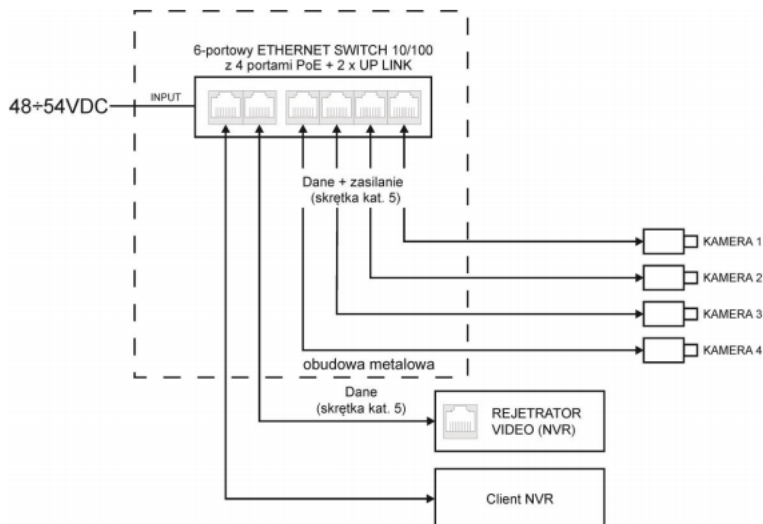 6-portowy ETHERNET SWITCH 10/100
z 4 portami PoE + 2 x UP LINK
48÷54VDC
INPUT
Dane + zasilanie
(skrętka kat. 5)
KAMERA 1
KAMERA 2
KAMERA 3
KAMERA 4
obudowa metalowa
Dane
(skrętka kat. 5)
REJETRATOR
VIDEO (NVR)
Client NVR